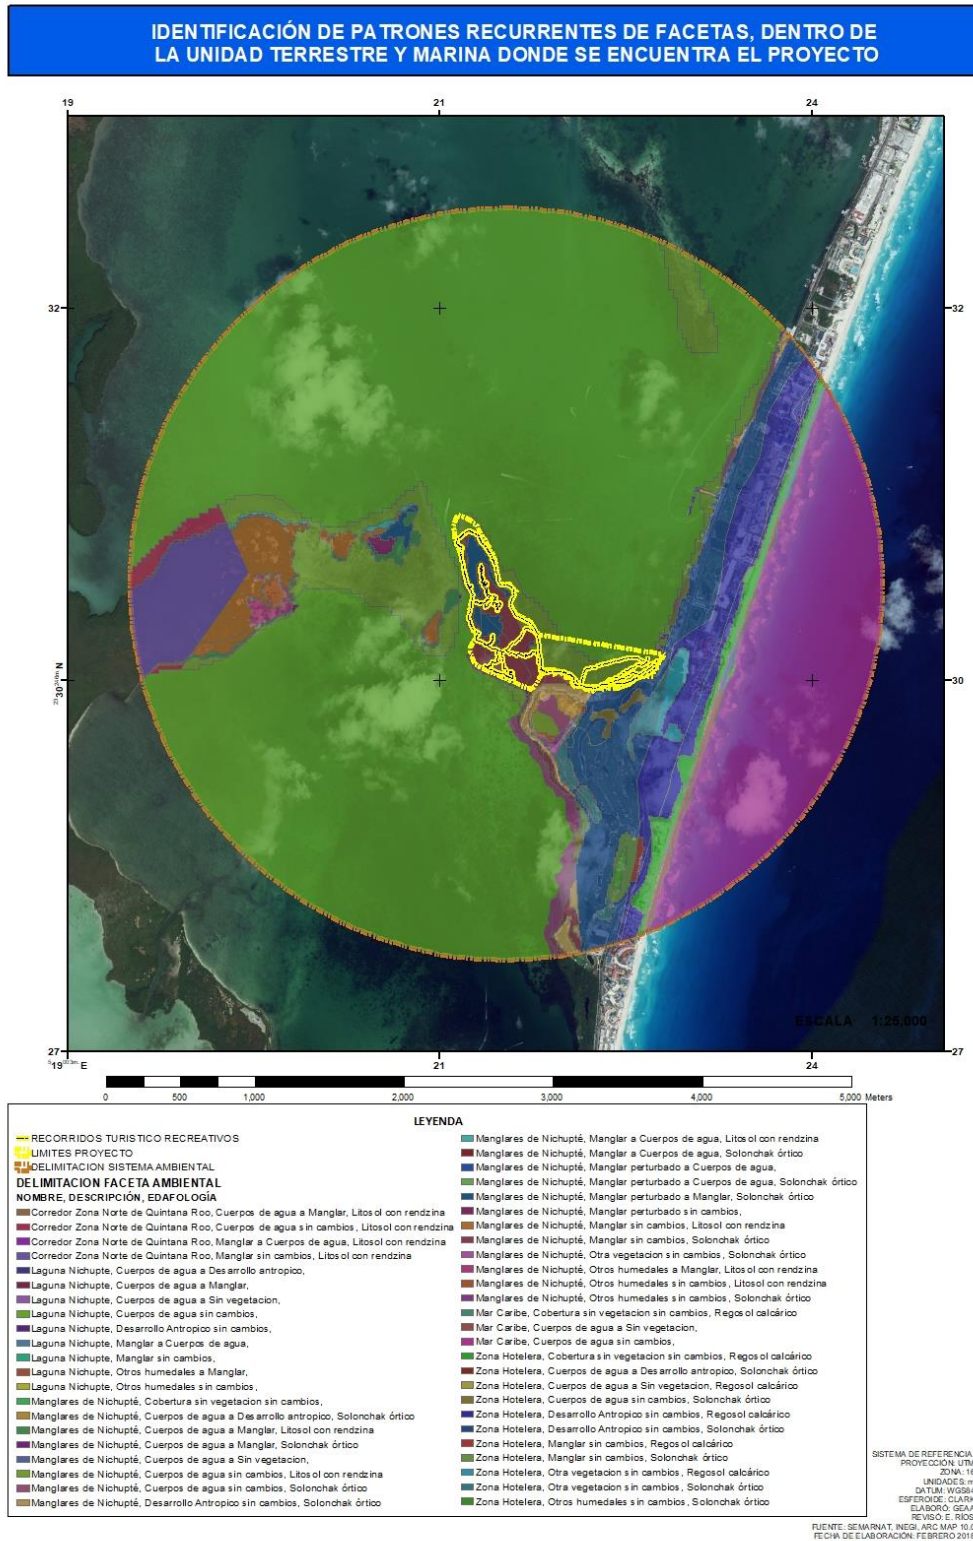 IDENTIFICACIÓN DE PATRONES RECURRENTES DE FACETAS, DENTRO DE
LA UNIDAD TERRESTRE Y MARINA DONDE SE ENCUENTRA EL PROYECTO
19
21
24
32
32
30
30
N
27
27
E
19
21
24
ESCALA 1:25,000
0 500 1,000 2,000 3,000 4,000 5,000 Meters
LEYENDA
RECORRIDOS TURISTICO RECREATIVOS
LIMITES PROYECTO
DELIMITACION SISTEMA AMBIENTAL
DELIMITACION FACETA AMBIENTAL
NOMBRE, DESCRIPCIÓN, EDAFOLOGÍA
Corredor Zona Norte de Quintana Roo, Cuerpos de agua a Manglar, Litosol con rendzina
Corredor Zona Norte de Quintana Roo, Cuerpos de agua sin cambios, Litosol con rendzina
Corredor Zona Norte de Quintana Roo, Manglar a Cuerpos de agua, Litosol con rendzina
Corredor Zona Norte de Quintana Roo, Manglar sin cambios, Litosol con rendzina
Laguna Nichupte, Cuerpos de agua a Desarrollo antropico,
Laguna Nichupte, Cuerpos de agua a Manglar,
Laguna Nichupte, Cuerpos de agua a Sin vegetacion,
Laguna Nichupte, Cuerpos de agua sin cambios,
Laguna Nichupte, Desarrollo Antropico sin cambios,
Laguna Nichupte, Manglar a Cuerpos de agua,
Laguna Nichupte, Manglar sin cambios,
Laguna Nichupte, Otros humedales a Manglar,
Laguna Nichupte, Otros humedales sin cambios,
Manglares de Nichupté, Cobertura sin vegetacion sin cambios,
Manglares de Nichupté, Cuerpos de agua a Desarrollo antropico, Solonchak órtico
Manglares de Nichupté, Cuerpos de agua a Manglar, Litosol con rendzina
Manglares de Nichupté, Cuerpos de agua a Manglar, Solonchak órtico
Manglares de Nichupté, Cuerpos de agua a Sin vegetacion,
Manglares de Nichupté, Cuerpos de agua sin cambios, Litosol con rendzina
Manglares de Nichupté, Cuerpos de agua sin cambios, Solonchak órtico
Manglares de Nichupté, Desarrollo Antropico sin cambios, Solonchak órtico
Manglares de Nichupté, Manglar a Cuerpos de agua, Litosol con rendzina
Manglares de Nichupté, Manglar a Cuerpos de agua, Solonchak órtico
Manglares de Nichupté, Manglar perturbado a Cuerpos de agua,
Manglares de Nichupté, Manglar perturbado a Cuerpos de agua, Solonchak órtico
Manglares de Nichupté, Manglar perturbado a Manglar, Solonchak órtico
Manglares de Nichupté, Manglar perturbado sin cambios,
Manglares de Nichupté, Manglar sin cambios, Litosol con rendzina
Manglares de Nichupté, Manglar sin cambios, Solonchak órtico
Manglares de Nichupté, Otra vegetacion sin cambios, Solonchak órtico
Manglares de Nichupté, Otros humedales a Manglar, Litosol con rendzina
Manglares de Nichupté, Otros humedales sin cambios, Litosol con rendzina
Manglares de Nichupté, Otros humedales sin cambios, Solonchak órtico
Mar Caribe, Cobertura sin vegetacion sin cambios, Regosol calcárico
Mar Caribe, Cuerpos de agua a Sin vegetacion,
Mar Caribe, Cuerpos de agua sin cambios,
Zona Hotelera, Cobertura sin vegetacion sin cambios, Regosol calcárico
Zona Hotelera, Cuerpos de agua a Desarrollo antropico, Solonchak órtico
Zona Hotelera, Cuerpos de agua a Sin vegetacion, Regosol calcárico
Zona Hotelera, Cuerpos de agua sin cambios, Solonchak órtico
Zona Hotelera, Desarrollo Antropico sin cambios, Regosol calcárico
Zona Hotelera, Desarrollo Antropico sin cambios, Solonchak órtico
Zona Hotelera, Manglar sin cambios, Regosol calcárico
Zona Hotelera, Manglar sin cambios, Solonchak órtico
Zona Hotelera, Otra vegetacion sin cambios, Regosol calcárico
Zona Hotelera, Otra vegetacion sin cambios, Solonchak órtico
Zona Hotelera, Otros humedales sin cambios, Solonchak órtico
SISTEMA DE REFERENCIA
PROYECCIÓN: UTM
ZONA: 16
UNIDADES: m
DATUM: WGS84
ESFEROIDE: CLARK
ELABORÓ: GEAA
REVISÓ: E. RÍOS
FUENTE: SEMARNAT, INEGI, ARC MAP 10.0
FECHA DE ELABORACIÓN: FEBRERO 2018